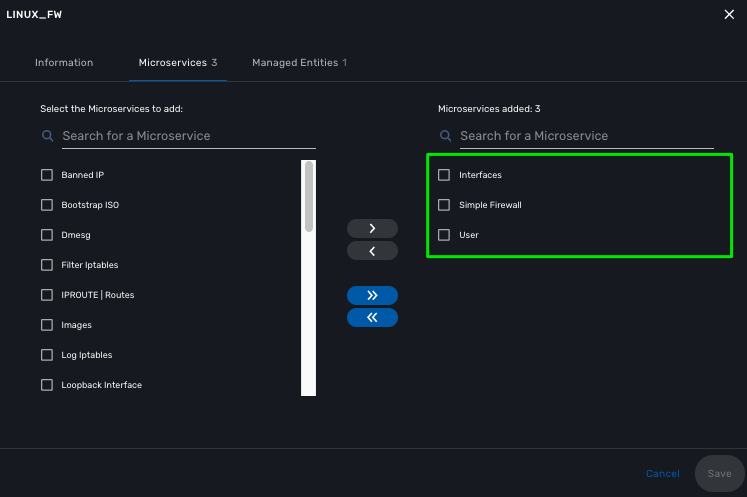 LINUX_FW
Information
Microservices 3
Managed Entities 1
Select the Microservices to add:
Search for a Microservice
Banned IP
Bootstrap ISO
Dmesg
Filter Iptables
IPROUTE | Routes
Images
Log Iptables
Loopback Interface
Microservices added: 3
Search for a Microservice
Interfaces
Simple Firewall
User
Cancel
Save